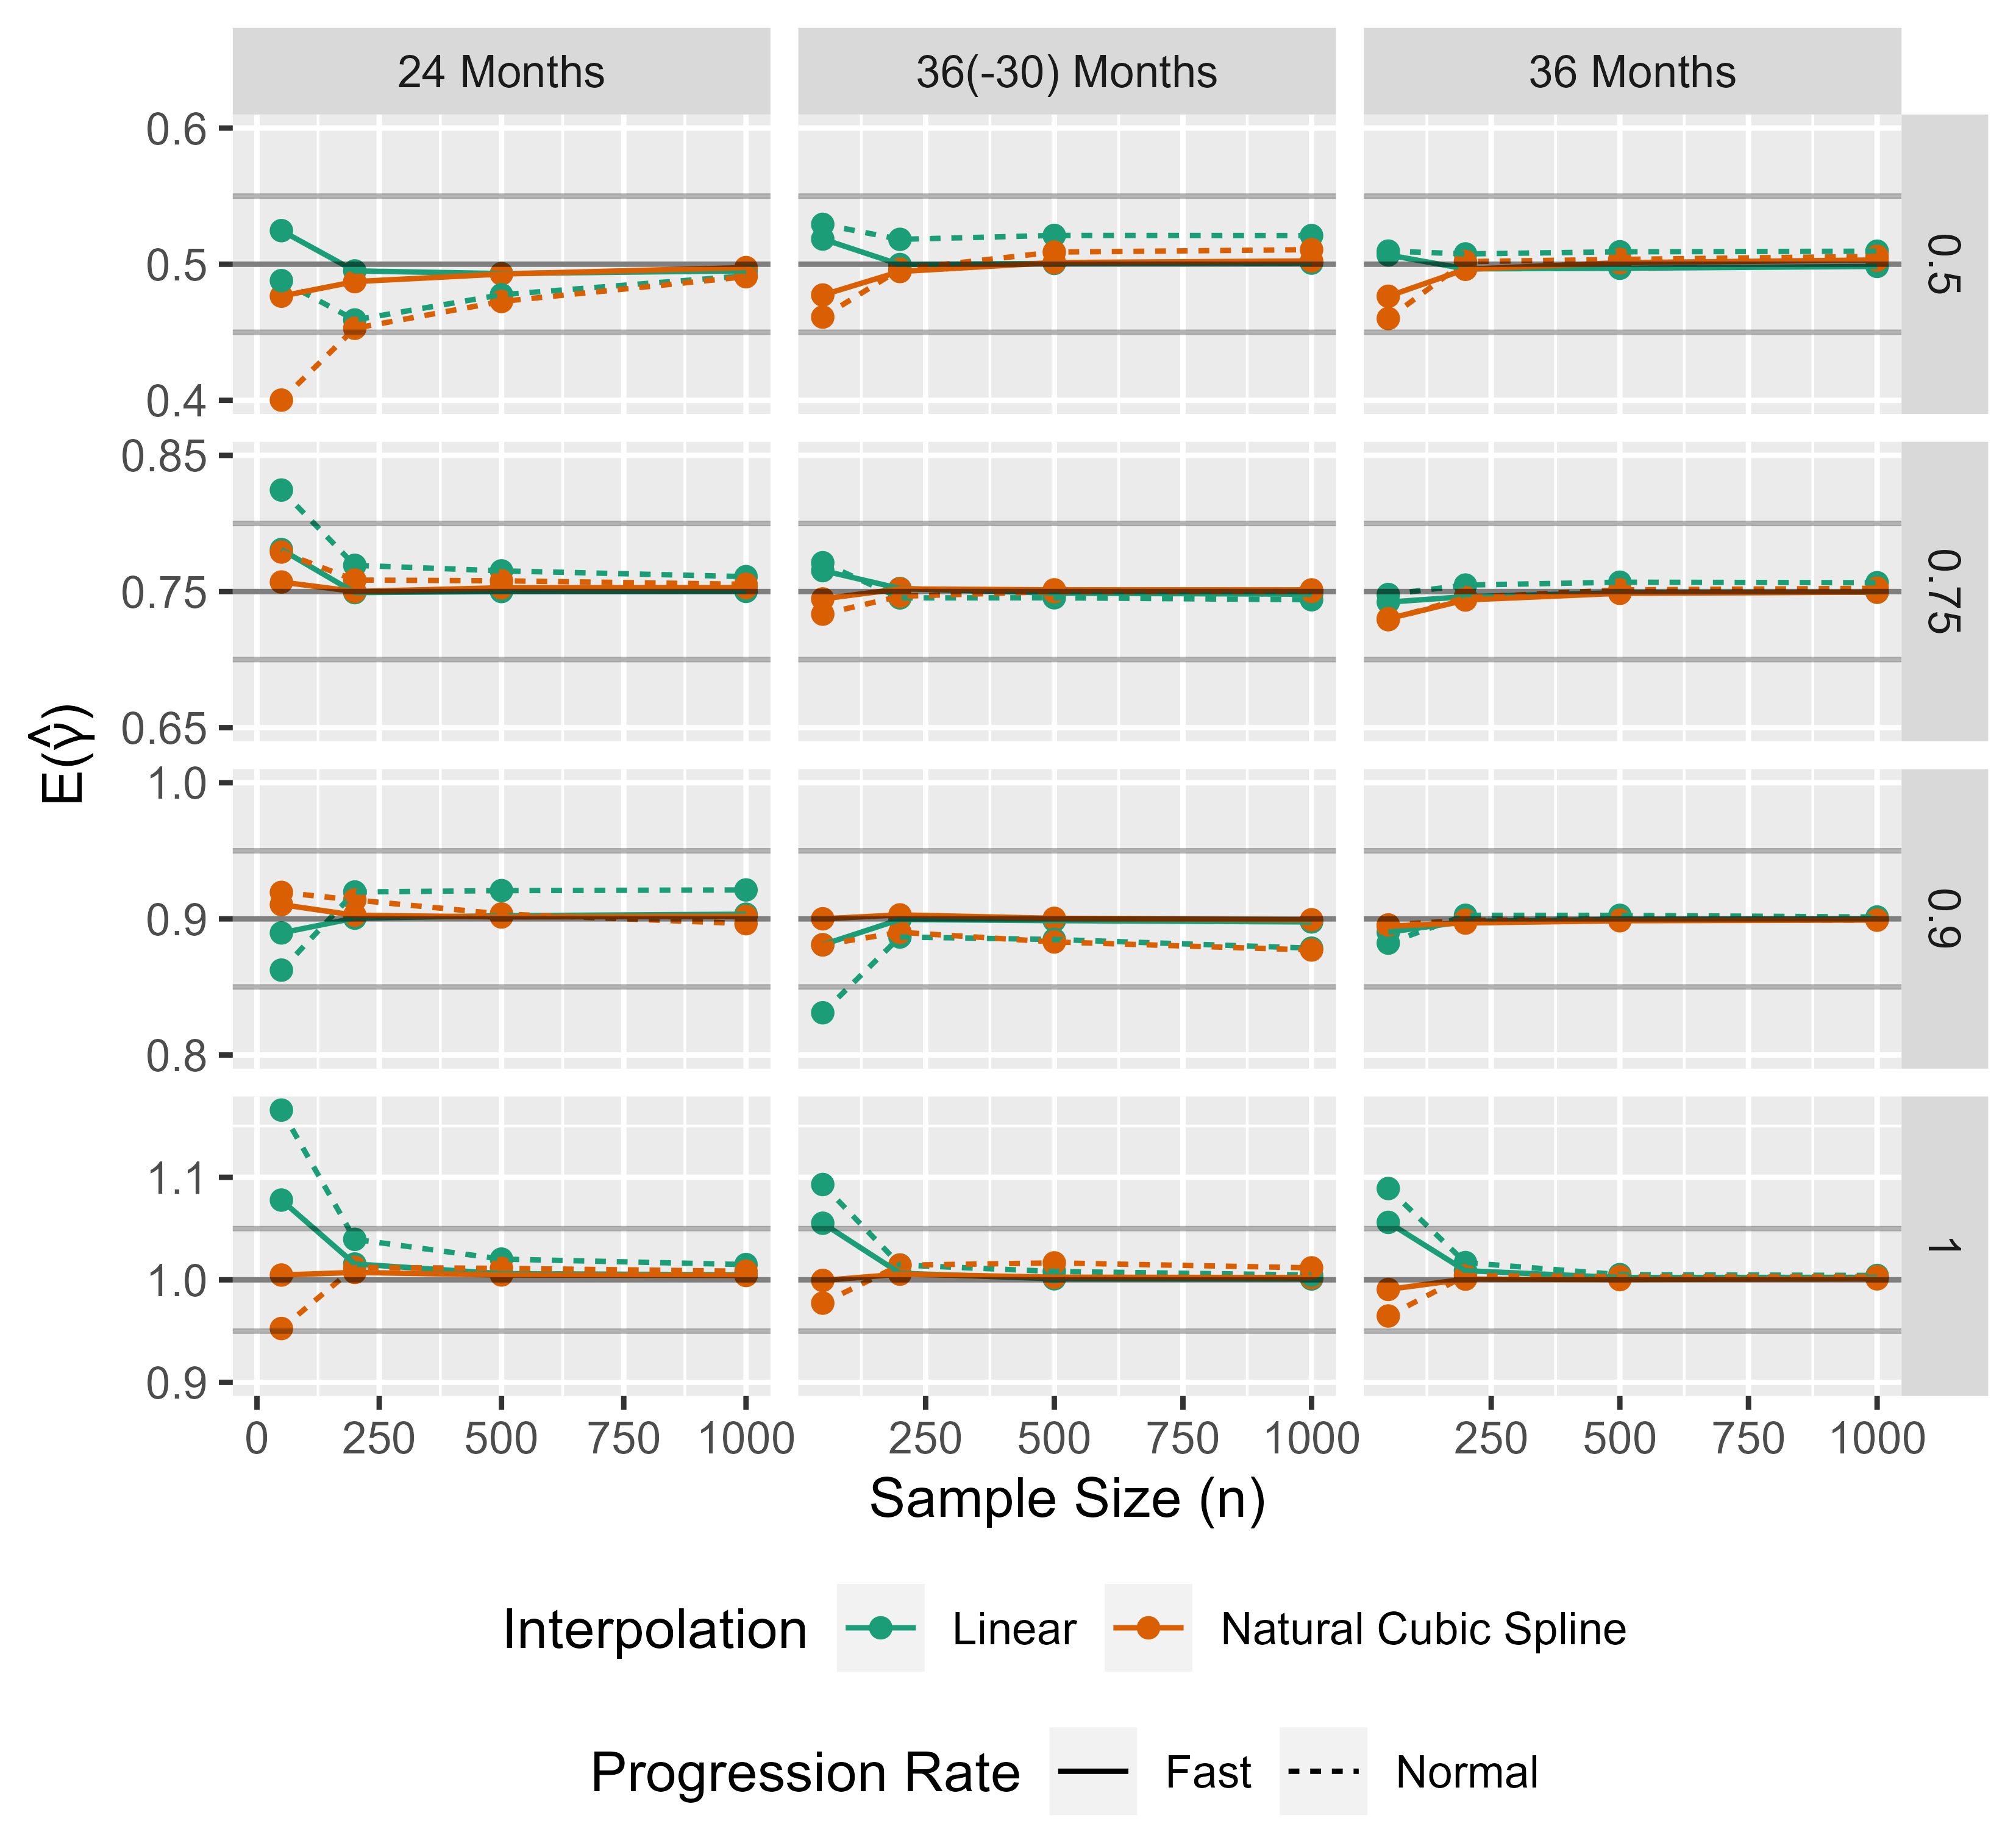 24 Months
36(-30) Months
36 Months
0.6
0.5
0.4
0.5
0.85
0.75
0.65
0.75
1.0
0.9
0.8
0.9
1.1
1.0
0.9
1
E(γ̂)
0 250 500 750 1000
250 500 750 1000
250 500 750 1000
Sample Size (n)
Interpolation Linear Natural Cubic Spline
Progression Rate Fast Normal